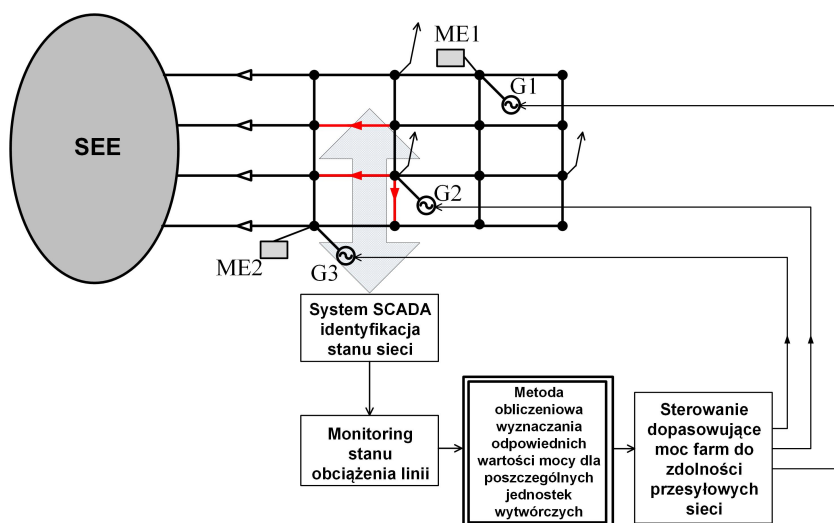 ME1
G1
SEE
G2
ME2
G3
System SCADA
identyfikacja
stanu sieci
Monitoring
stanu
obciążenia linii
Metoda
obliczeniowa
wyznaczania
odpowiednich
wartości mocy dla
poszczególnych
jednostek
wytwórczych
Sterowanie
dopasowujące
moc farm do
zdolności
przesyłowych
sieci